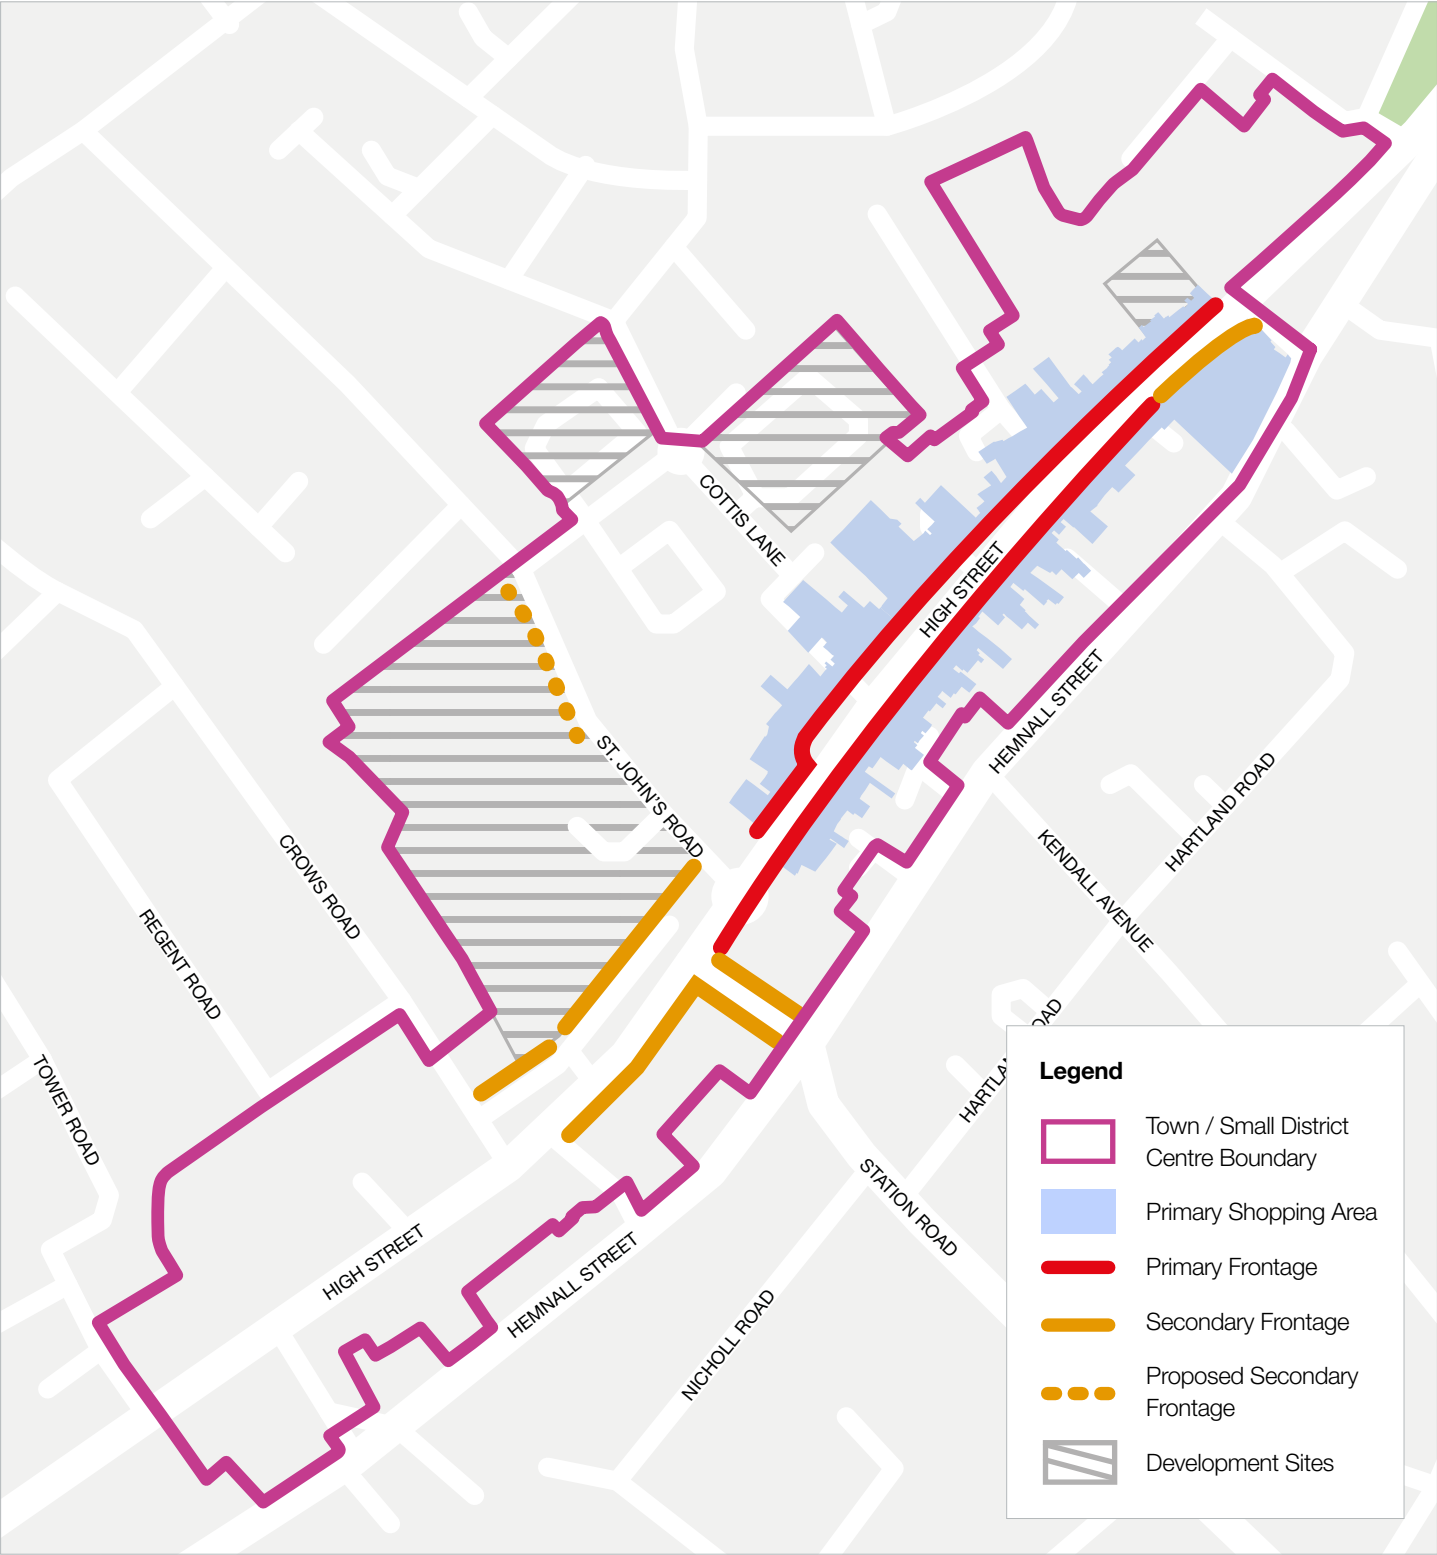 COTTIS LANE
HIGH STREET
HEMNALL STREET
ST. JOHN'S ROAD
HARTLAND ROAD
CROWS ROAD
KENDALL AVENUE
REGENT ROAD
HARTLAND ROAD
TOWER ROAD
STATION ROAD
HIGH STREET
HEMNALL STREET
NICHOLL ROAD
Legend
Town / Small District
Centre Boundary
Primary Shopping Area
Primary Frontage
Secondary Frontage
Proposed Secondary
Frontage
Development Sites